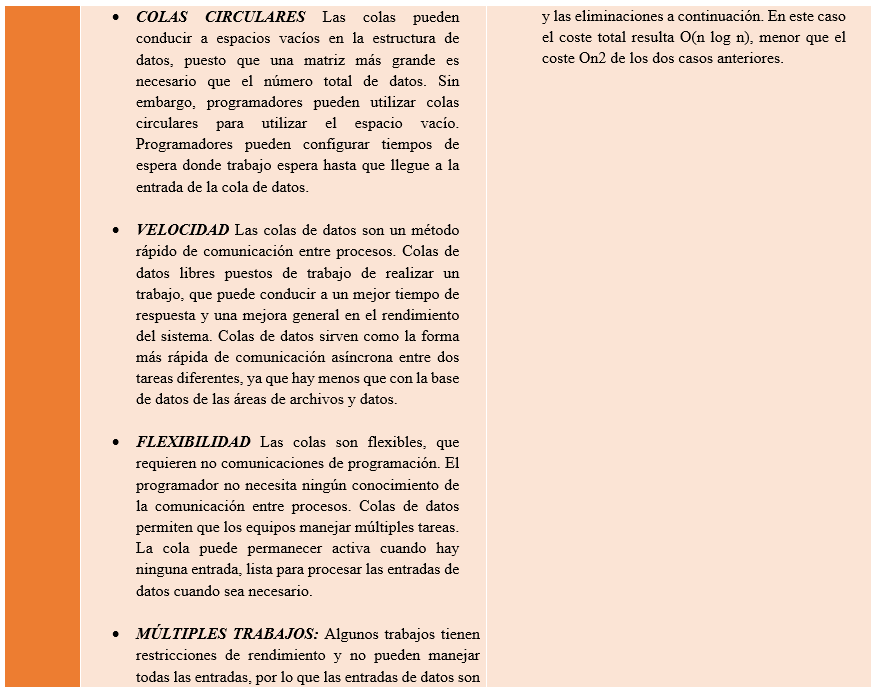 • COLAS CIRCULARES Las colas pueden
conducir a espacios vacíos en la estructura de
datos, puesto que una matriz más grande es
necesario que el número total de datos. Sin
embargo, programadores pueden utilizar colas
circulares para utilizar el espacio vacío.
Programadores pueden configurar tiempos de
espera donde trabajo espera hasta que llegue a la
entrada de la cola de datos.
• VELOCIDAD Las colas de datos son un método
rápido de comunicación entre procesos. Colas de
datos libres puestos de trabajo de realizar un
trabajo, que puede conducir a un mejor tiempo de
respuesta y una mejora general en el rendimiento
del sistema. Colas de datos sirven como la forma
más rápida de comunicación asíncrona entre dos
tareas diferentes, ya que hay menos que con la base
de datos de las áreas de archivos y datos.
• FLEXIBILIDAD Las colas son flexibles, que
requieren no comunicaciones de programación. El
programador no necesita ningún conocimiento de
la comunicación entre procesos. Colas de datos
permiten que los equipos manejar múltiples tareas.
La cola puede permanecer activa cuando hay
ninguna entrada, lista para procesar las entradas de
datos cuando sea necesario.
• MÚLTIPLES TRABAJOS: Algunos trabajos tienen
restricciones de rendimiento y no pueden manejar
todas las entradas, por lo que las entradas de datos son
y las eliminaciones a continuación. En este caso
el coste total resulta O(n log n), menor que el
coste On2 de los dos casos anteriores.